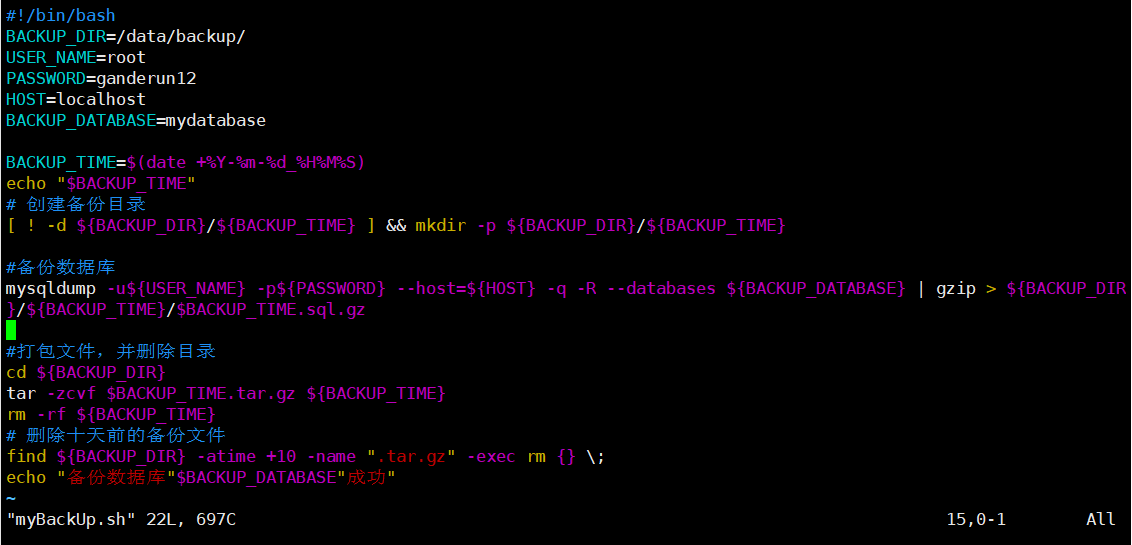 #!/bin/bash
BACKUP_DIR=/data/backup/
USER_NAME=root
PASSWORD=ganderun12
HOST=localhost
BACKUP_DATABASE=mydatabase
BACKUP_TIME=$(date +%Y-%m-%d_%H%M%S)
echo "$BACKUP_TIME"
# 创建备份目录
[ ! -d ${BACKUP_DIR}/${BACKUP_TIME} ] && mkdir -p ${BACKUP_DIR}/${BACKUP_TIME}
#备份数据库
mysqldump -u${USER_NAME} -p${PASSWORD} --host=${HOST} -q -R --databases ${BACKUP_DATABASE} | gzip > ${BACKUP_DIR
}/${BACKUP_TIME}/$BACKUP_TIME.sql.gz
#打包文件，并删除目录
cd ${BACKUP_DIR}
tar -zcvf $BACKUP_TIME.tar.gz ${BACKUP_TIME}
rm -rf ${BACKUP_TIME}
# 删除十天前的备份文件
find ${BACKUP_DIR} -atime +10 -name ".tar.gz" -exec rm {} \;
echo "备份数据库"$BACKUP_DATABASE"成功"
~
"myBackUp.sh" 22L, 697C 15,0-1 All